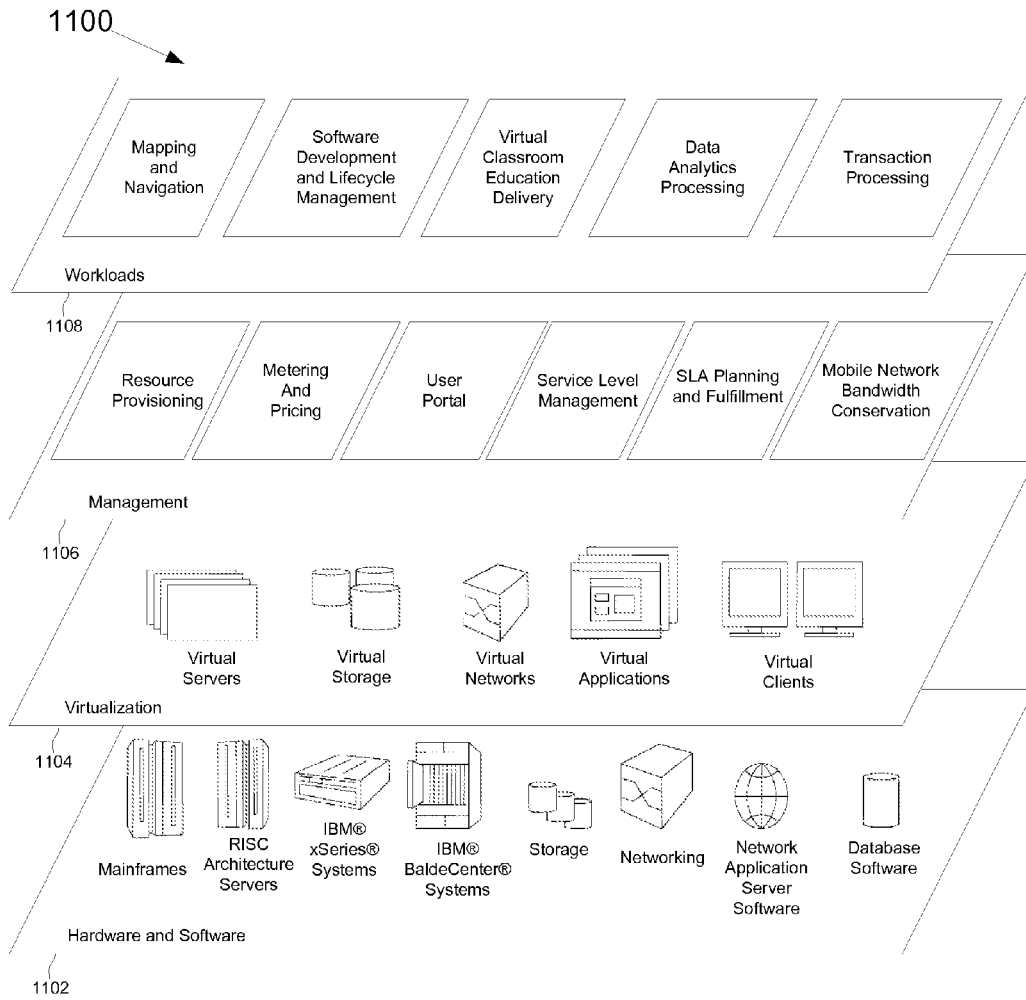 1100
Mapping
and
Navigation
Software
Development
and Lifecycle
Management
Virtual
Classroom
Education
Delivery
Data
Analytics
Processing
Transaction
Processing
Workloads
1108
Resource
Provisioning
Metering
And
Pricing
User
Portal
Service Level
Management
SLA Planning
and Fulfillment
Mobile Network
Bandwidth
Conservation
Management
1106
Virtual
Servers
Virtual
Storage
Virtual
Networks
Virtual
Applications
Virtual
Clients
Virtualization
1104
Mainframes
RISC
Architecture
Servers
IBM®
xSeries®
Systems
IBM®
BaldeCenter®
Systems
Storage
Networking
Network
Application
Server
Software
Database
Software
Hardware and Software
1102